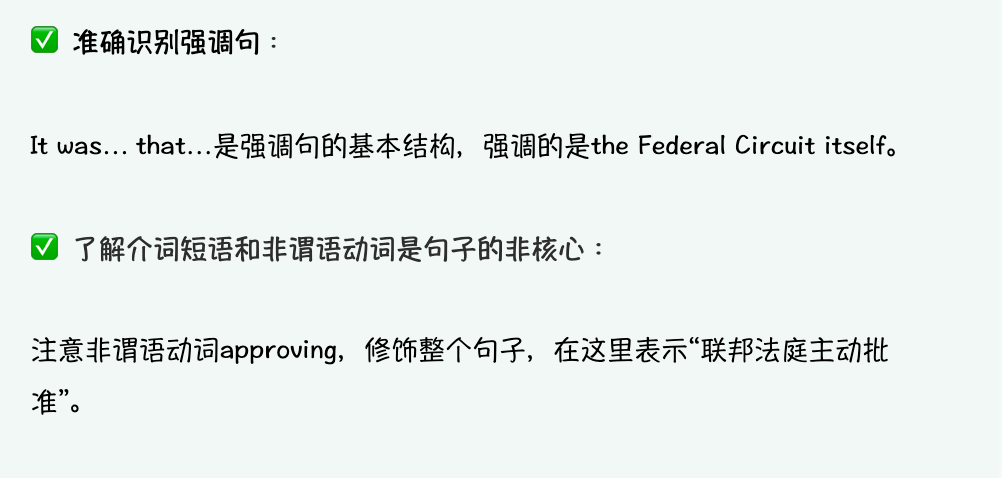 ✅ 准确识别强调句：
It was... that...是强调句的基本结构，强调的是the Federal Circuit itself。
✅ 了解介词短语和非谓语动词是句子的非核心：
注意非谓语动词approving，修饰整个句子，在这里表示“联邦法庭主动批
准”。